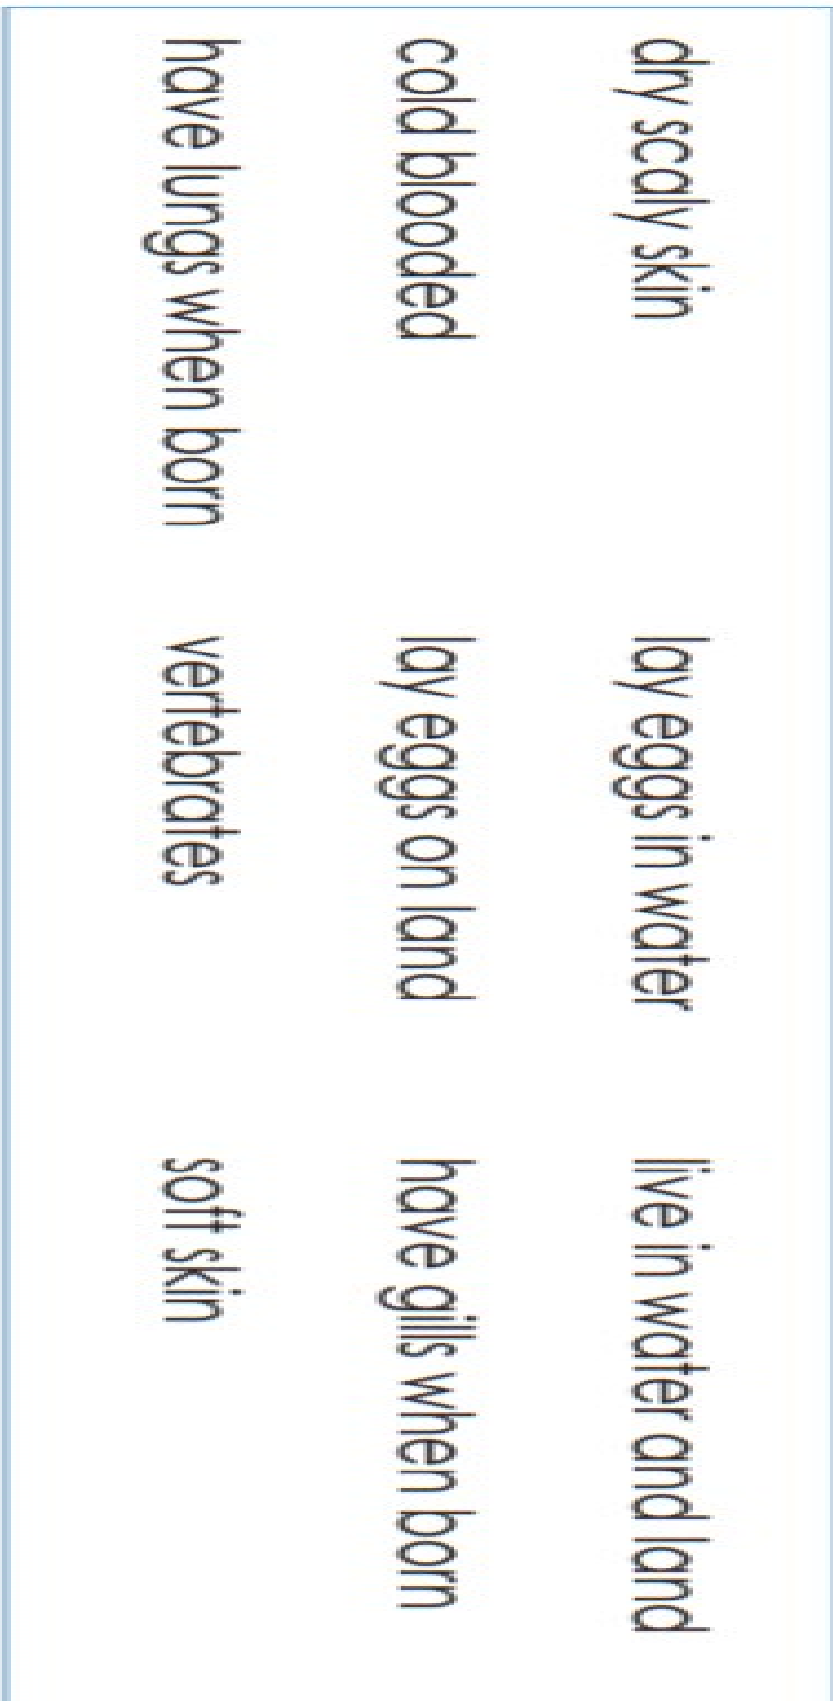 dry scaly skin lay eggs in water live in water and land
cold blooded lay eggs on land have gills when born
have lungs when born vertebrates soft skin